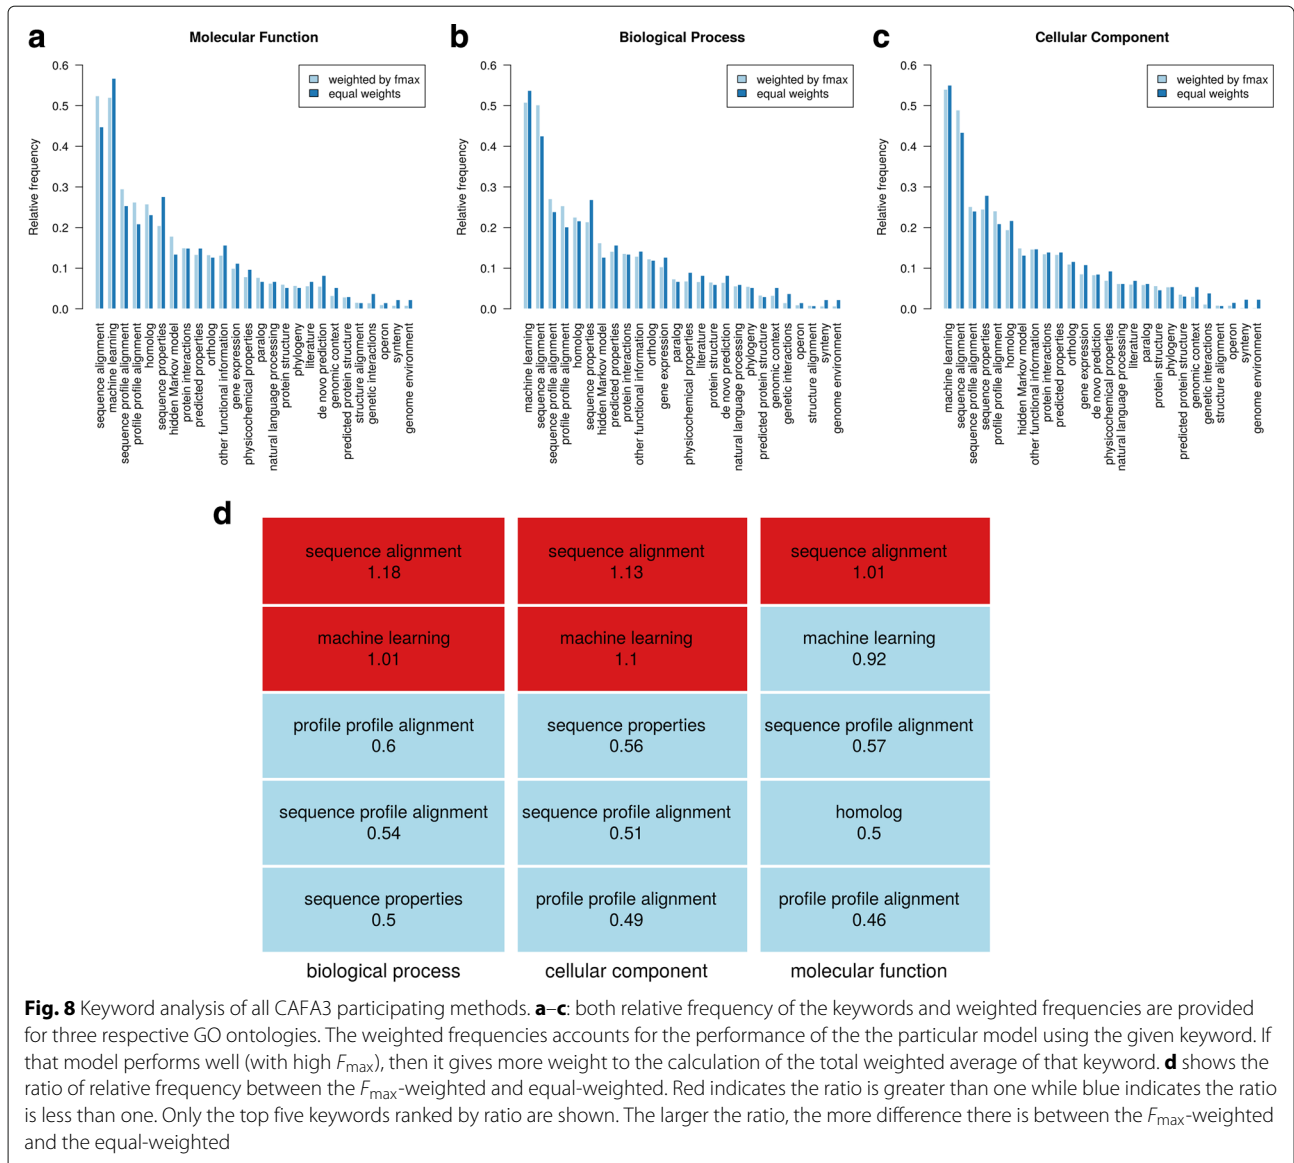 a
Molecular Function
0.6
0.5
0.4
0.3
0.2
0.1
0.0
Relative frequency
weighted by fmax
equal weights
sequence alignment
machine learning
sequence profile alignment
profile profile alignment
homolog
sequence properties
hidden Markov model
protein interactions
predicted properties
ortholog
other functional information
gene expression
physicochemical properties
paralog
natural language processing
protein structure
phylogeny
literature
de novo prediction
genomic context
predicted protein structure
structure alignment
genetic interactions
operon
synteny
genome environment
b
Biological Process
0.6
0.5
0.4
0.3
0.2
0.1
0.0
Relative frequency
weighted by fmax
equal weights
machine learning
sequence alignment
sequence profile alignment
profile profile alignment
homolog
sequence properties
hidden Markov model
predicted properties
protein interactions
other functional information
ortholog
gene expression
paralog
physicochemical properties
literature
protein structure
de novo prediction
natural language processing
phylogeny
predicted protein structure
genomic context
genetic interactions
operon
structure alignment
synteny
genome environment
c
Cellular Component
0.6
0.5
0.4
0.3
0.2
0.1
0.0
Relative frequency
weighted by fmax
equal weights
machine learning
sequence alignment
sequence profile alignment
sequence properties
profile profile alignment
homolog
hidden Markov model
other functional information
protein interactions
predicted properties
ortholog
gene expression
de novo prediction
physicochemical properties
natural language processing
literature
paralog
protein structure
phylogeny
predicted protein structure
genomic context
genetic interactions
structure alignment
operon
synteny
genome environment
d
sequence alignment
1.18
sequence alignment
1.13
sequence alignment
1.01
machine learning
1.01
machine learning
1.1
machine learning
0.92
profile profile alignment
0.6
sequence properties
0.56
sequence profile alignment
0.57
sequence profile alignment
0.54
sequence profile alignment
0.51
homolog
0.5
sequence properties
0.5
profile profile alignment
0.49
profile profile alignment
0.46
biological process
cellular component
molecular function
Fig. 8 Keyword analysis of all CAFA3 participating methods. a–c: both relative frequency of the keywords and weighted frequencies are provided
for three respective GO ontologies. The weighted frequencies accounts for the performance of the the particular model using the given keyword. If
that model performs well (with high Fmax), then it gives more weight to the calculation of the total weighted average of that keyword. d shows the
ratio of relative frequency between the Fmax-weighted and equal-weighted. Red indicates the ratio is greater than one while blue indicates the ratio
is less than one. Only the top five keywords ranked by ratio are shown. The larger the ratio, the more difference there is between the Fmax-weighted
and the equal-weighted